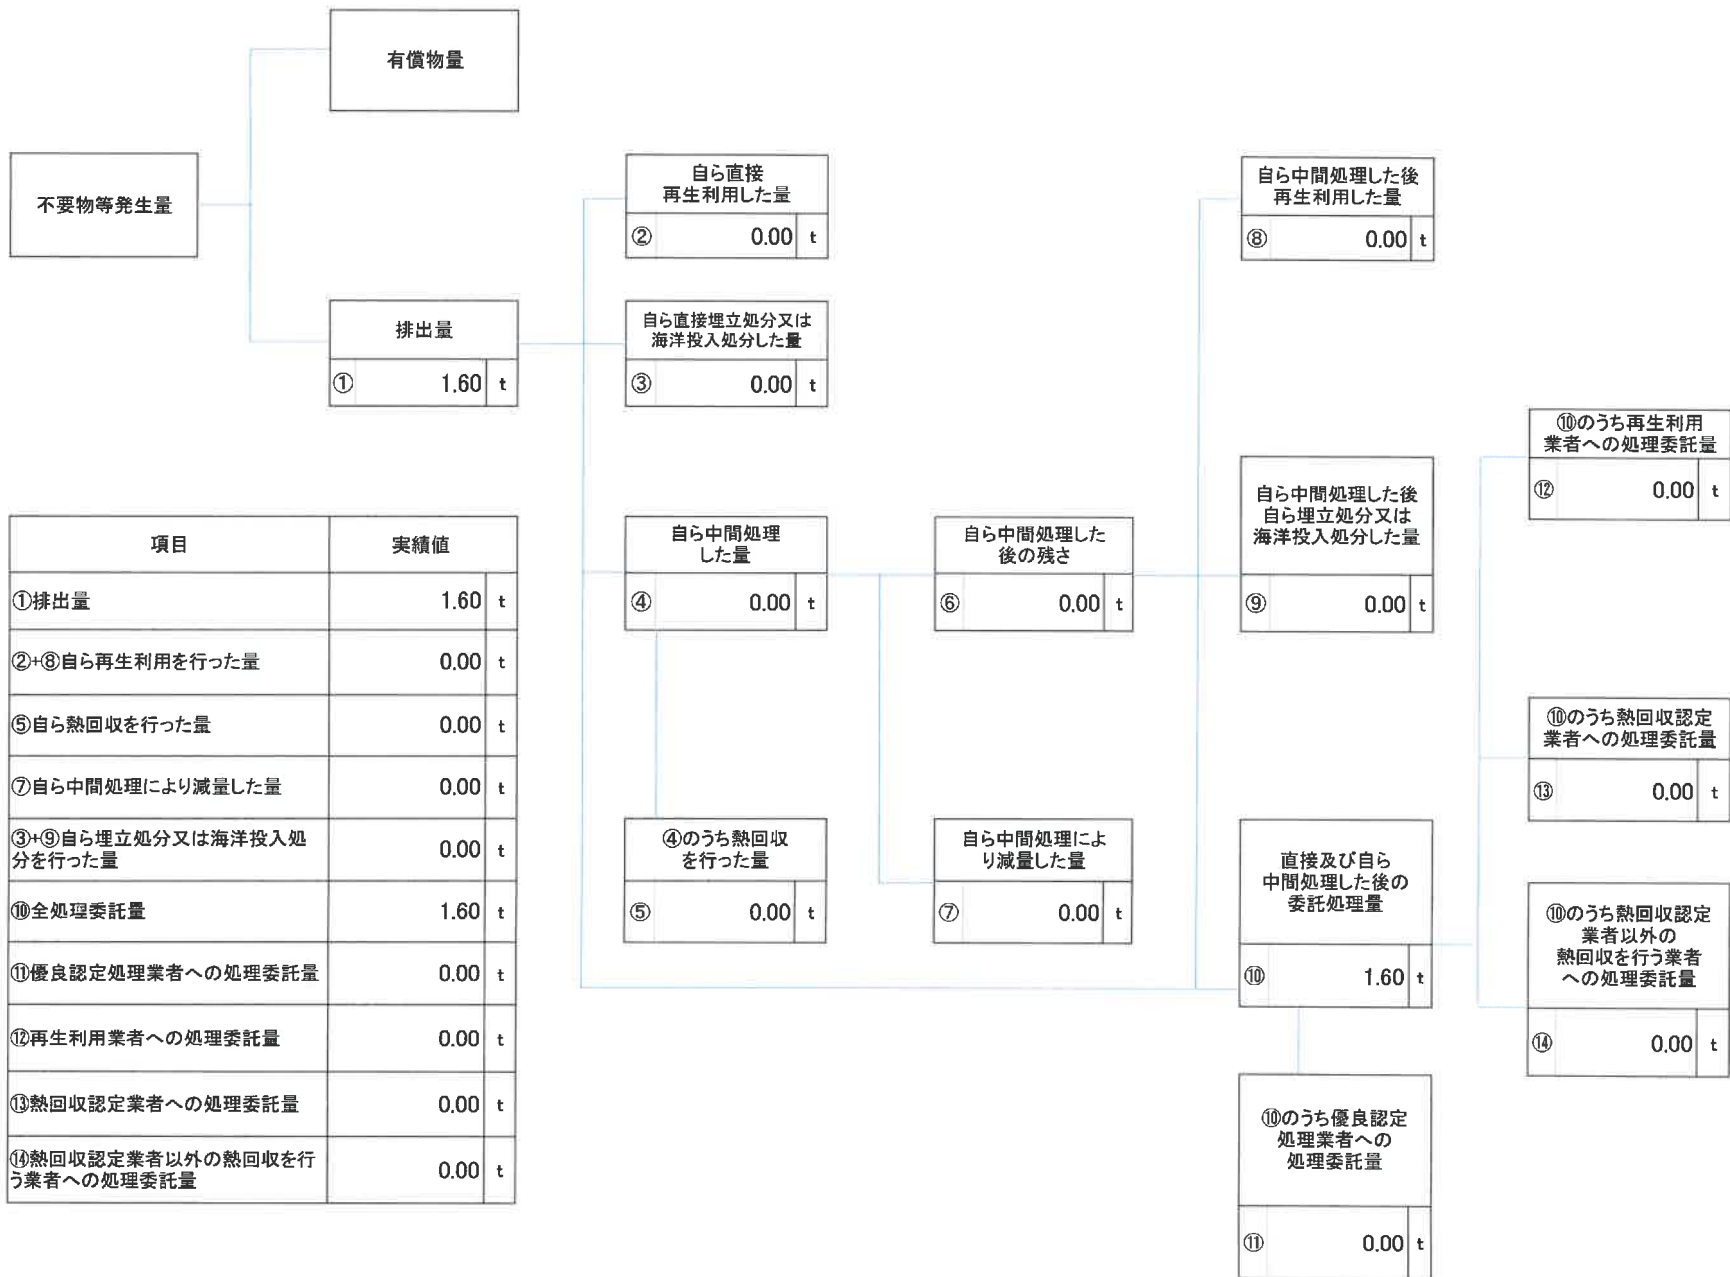 有償物量
不要物等発生量
排出量
① 1.60 t
自ら直接
再生利用した量
② 0.00 t
自ら直接埋立処分又は
海洋投入処分した量
③ 0.00 t
自ら中間処理
した量
④ 0.00 t
④のうち熱回収
を行った量
⑤ 0.00 t
自ら中間処理した
後の残さ
⑥ 0.00 t
自ら中間処理によ
り減量した量
⑦ 0.00 t
自ら中間処理した後
再生利用した量
⑧ 0.00 t
自ら中間処理した後
自ら埋立処分又は
海洋投入処分した量
⑨ 0.00 t
直接及び自ら
中間処理した後の
委託処理量
⑩ 1.60 t
⑩のうち優良認定
処理業者への
処理委託量
⑪ 0.00 t
⑩のうち再生利用
業者への処理委託量
⑫ 0.00 t
⑩のうち熱回収認定
業者への処理委託量
⑬ 0.00 t
⑩のうち熱回収認定
業者以外の
熱回収を行う業者
への処理委託量
⑭ 0.00 t
項目 実績値
①排出量 1.60 t
②+⑧自ら再生利用を行った量 0.00 t
⑤自ら熱回収を行った量 0.00 t
⑦自ら中間処理により減量した量 0.00 t
③+⑨自ら埋立処分又は海洋投入処
分を行った量 0.00 t
⑩全処理委託量 1.60 t
⑪優良認定処理業者への処理委託量 0.00 t
⑫再生利用業者への処理委託量 0.00 t
⑬熱回収認定業者への処理委託量 0.00 t
⑭熱回収認定業者以外の熱回収を行
う業者への処理委託量 0.00 t